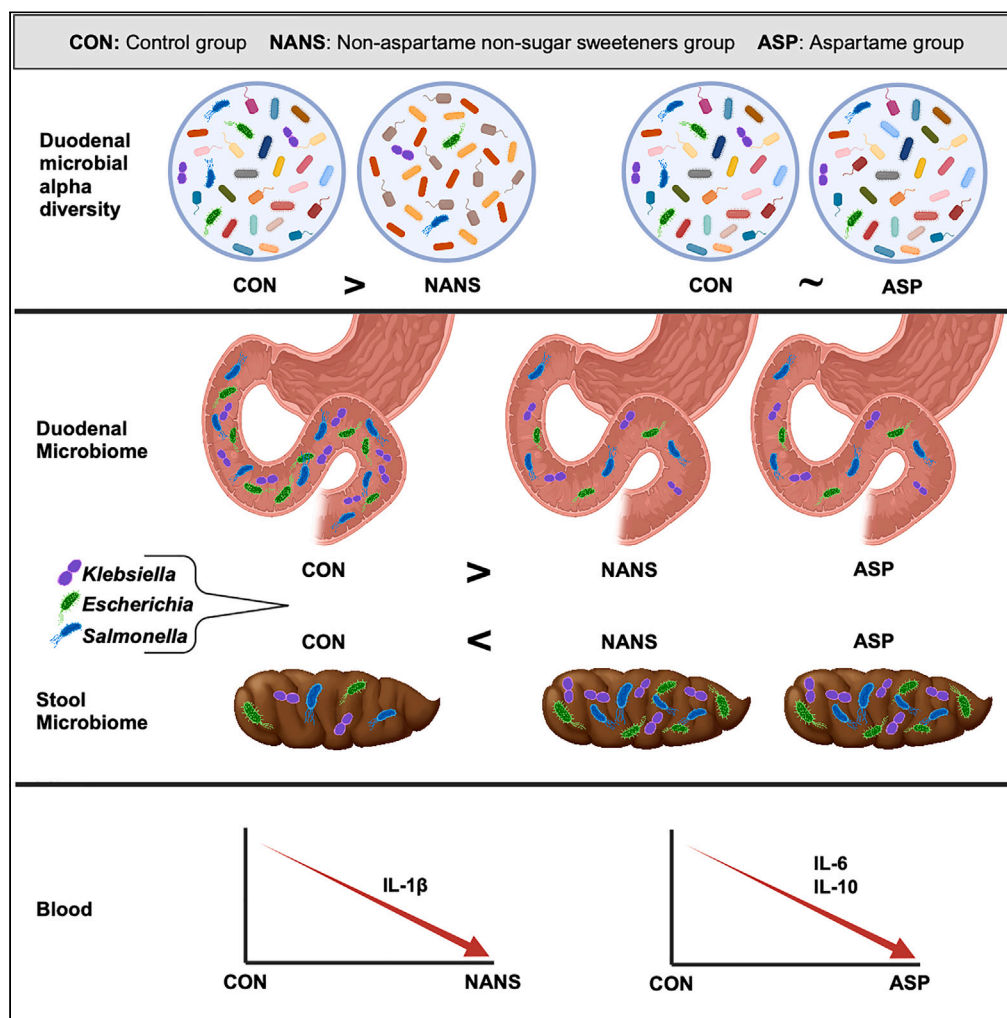 CON: Control group NANS: Non-aspartame non-sugar sweeteners group ASP: Aspartame group
Duodenal
microbial
alpha
diversity
CON > NANS
CON ~ ASP
Duodenal
Microbiome
CON > NANS ASP
Klebsiella
Escherichia
Salmonella
CON < NANS ASP
Stool
Microbiome
Blood
IL-1β
CON NANS
IL-6
IL-10
CON ASP